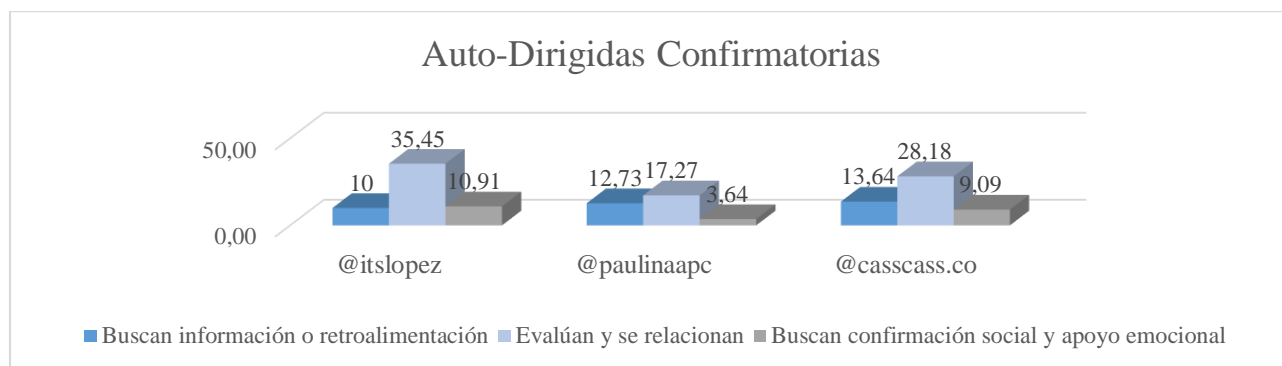 Auto-Dirigidas Confirmatorias
50,00
0,00
10
35,45
10,91
12,73
17,27
3,64
13,64
28,18
9,09
@itslopez
@paulinaapc
@casscass.co
Buscan información o retroalimentación
Evalúan y se relacionan
Buscan confirmación social y apoyo emocional